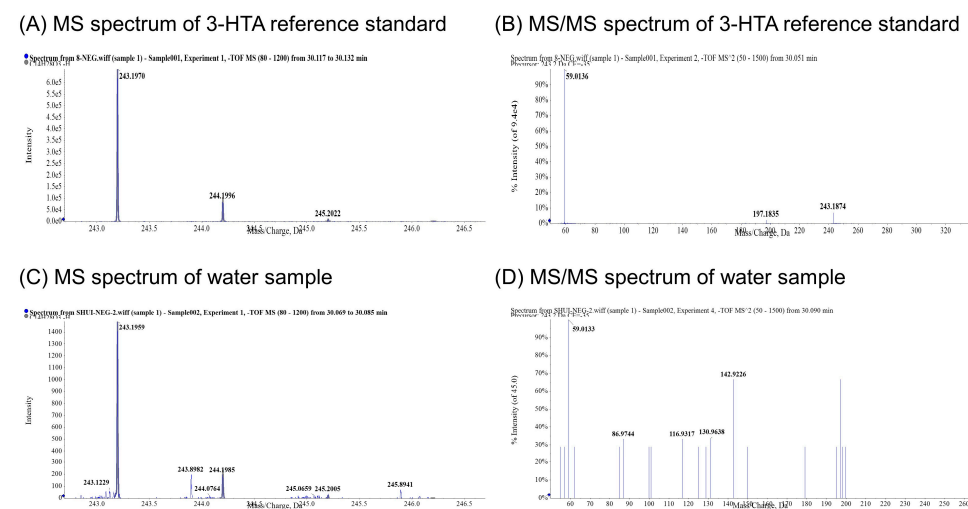 (A) MS spectrum of 3-HTA reference standard
Spectrum from 8-NEG.wiff (sample 1) - Sample001, Experiment 1, -TOF MS (80 - 1200) from 30.117 to 30.132 min
243.1970
6.0e5
5.5e5
5.0e5
4.5e5
4.0e5
3.5e5
3.0e5
2.5e5
2.0e5
1.5e5
1.0e5
5.0e4
0.0e0
Intensity
244.1996
245.2022
243.0 243.5 244.0 244.5 245.0 245.5 246.0 246.5
Mass/Charge, Da
(B) MS/MS spectrum of 3-HTA reference standard
Spectrum from 8-NEG.wiff (sample 1) - Sample001, Experiment 2, -TOF MS^2 (50 - 1500) from 30.051 min
59.0136
90%
80%
70%
60%
50%
40%
30%
20%
10%
0%
% Intensity (of 9.4e4)
197.1835
243.1874
60 80 100 120 140 160 180 200 220 240 260 280 300 320
Mass/Charge, Da
(C) MS spectrum of water sample
Spectrum from SHUI-NEG-2.wiff (sample 1) - Sample002, Experiment 1, -TOF MS (80 - 1200) from 30.069 to 30.085 min
243.1959
1400
1300
1200
1100
1000
900
800
700
600
500
400
300
200
100
0
Intensity
243.1229
243.8982
244.0764
244.1985
245.0659
245.2005
245.8941
243.0 243.5 244.0 244.5 245.0 245.5 246.0 246.5
Mass/Charge, Da
(D) MS/MS spectrum of water sample
Spectrum from SHUI-NEG-2.wiff (sample 1) - Sample002, Experiment 4, -TOF MS^2 (50 - 1500) from 30.090 min
59.0133
90%
80%
70%
60%
50%
40%
30%
20%
10%
0%
% Intensity (of 45.0)
86.9744
116.9317
130.9638
142.9226
60 70 80 90 100 110 120 130 140 150 160 170 180 190 200 210 220 230 240 250
Mass/Charge, Da